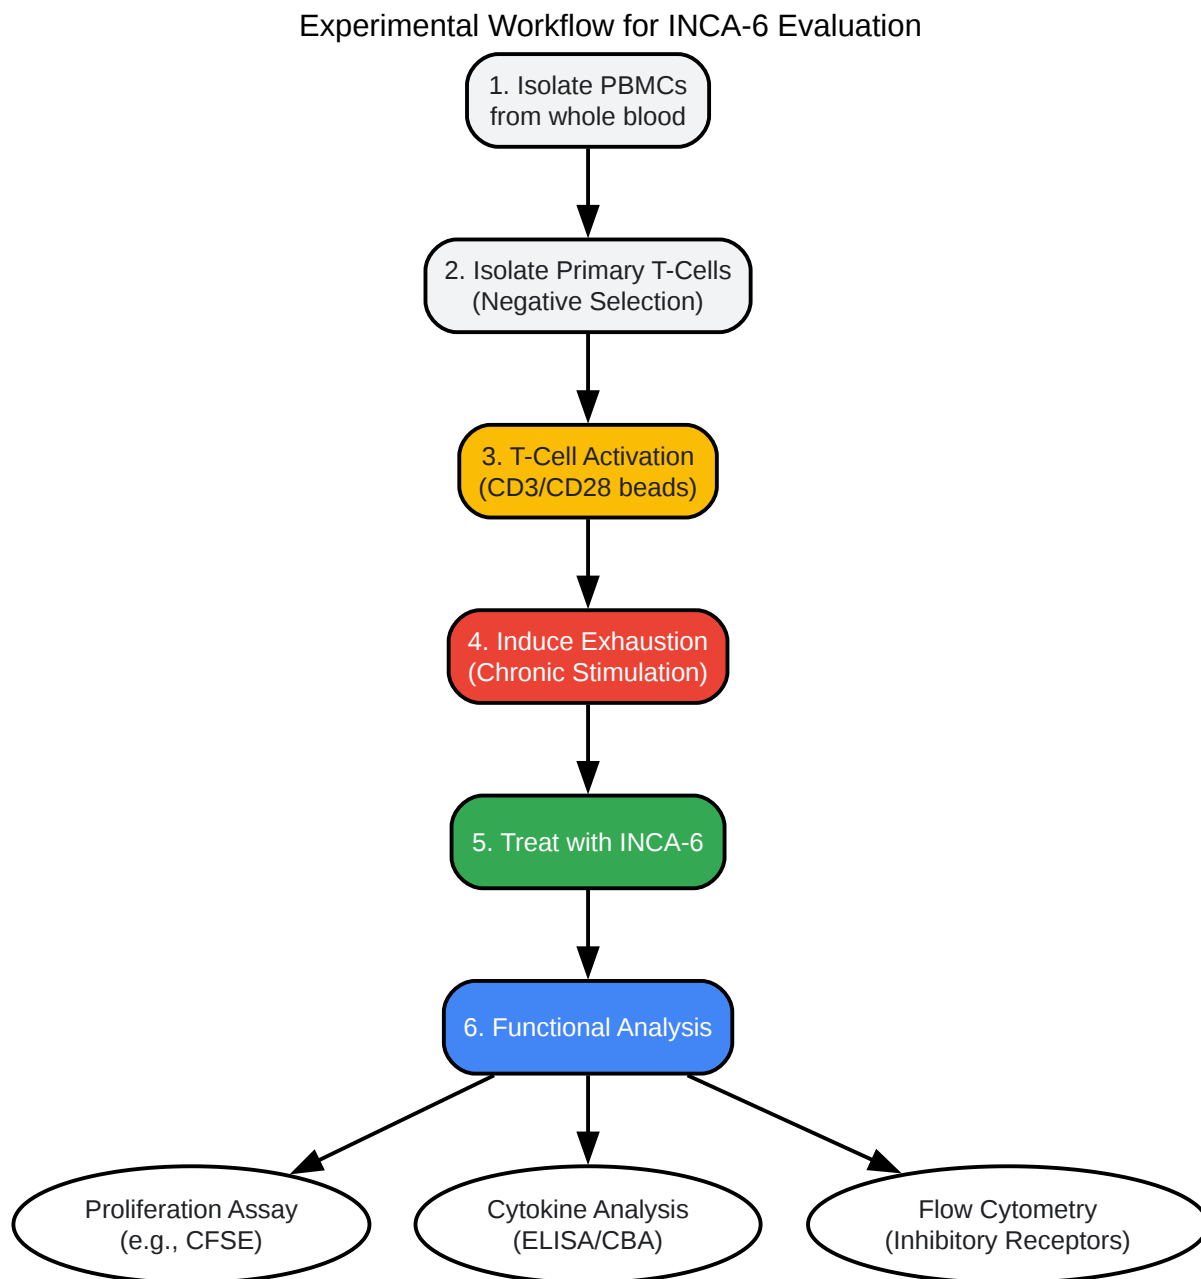 Experimental Workflow for INCA-6 Evaluation
1. Isolate PBMCs
from whole blood
2. Isolate Primary T-Cells
(Negative Selection)
3. T-Cell Activation
(CD3/CD28 beads)
4. Induce Exhaustion
(Chronic Stimulation)
5. Treat with INCA-6
6. Functional Analysis
Proliferation Assay
(e.g., CFSE)
Cytokine Analysis
(ELISA/CBA)
Flow Cytometry
(Inhibitory Receptors)